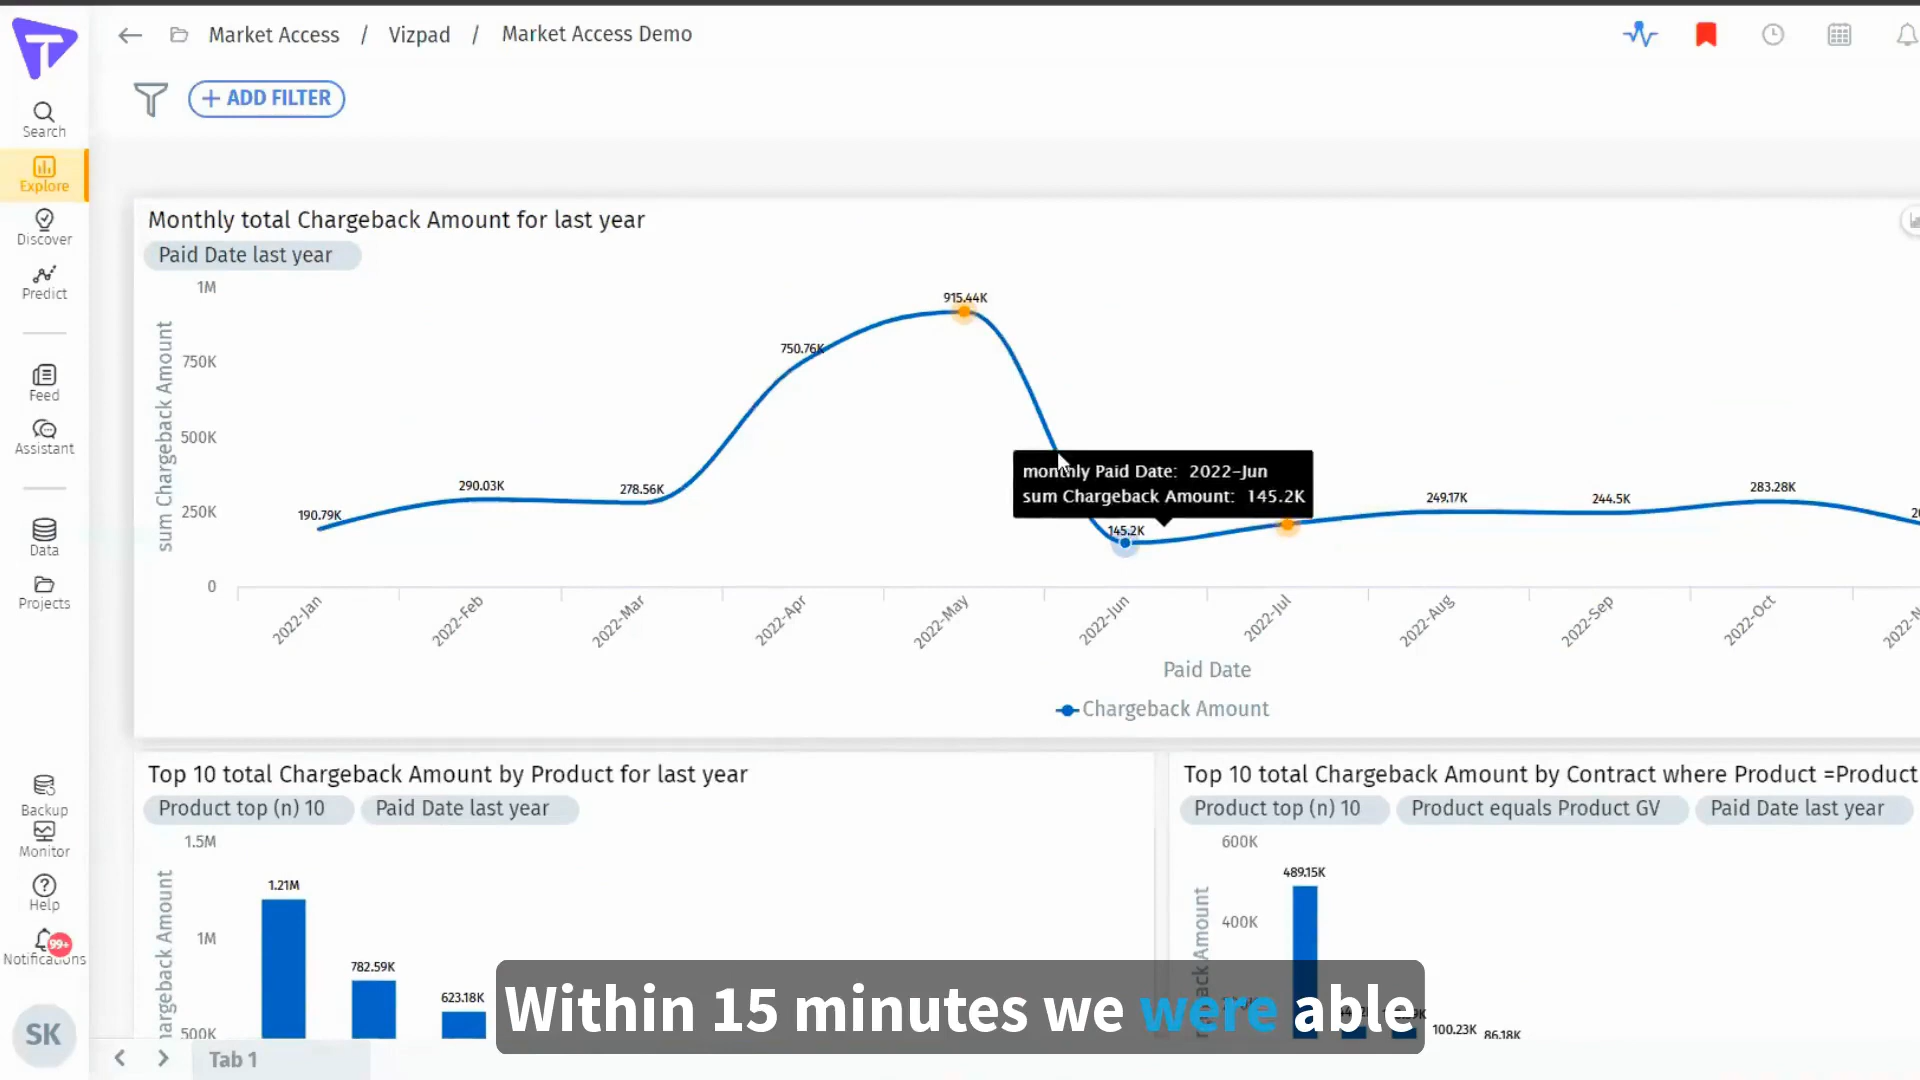 Market Access / Vizpad / Market Access Demo
+ ADD FILTER
Search
Explore
Discover
Predict
Feed
Assistant
Data
Projects
Backup
Monitor
Help
99+
Notifications
SK
Monthly total Chargeback Amount for last year
Paid Date last year
sum Chargeback Amount
1M
750K
500K
250K
0
190.79K
290.03K
278.56K
750.76K
915.44K
145.2K
249.17K
244.5K
283.28K
monthly Paid Date: 2022-Jun
sum Chargeback Amount: 145.2K
2022-Jan
2022-Feb
2022-Mar
2022-Apr
2022-May
2022-Jun
2022-Jul
2022-Aug
2022-Sep
2022-Oct
Paid Date
Chargeback Amount
Top 10 total Chargeback Amount by Product for last year
Product top (n) 10 Paid Date last year
1.5M
1M
500K
1.21M
782.59K
623.18K
Top 10 total Chargeback Amount by Contract where Product =Product
Product top (n) 10 Product equals Product GV Paid Date last year
600K
400K
489.15K
100.23K
86.18K
Within 15 minutes we were able
Tab 1